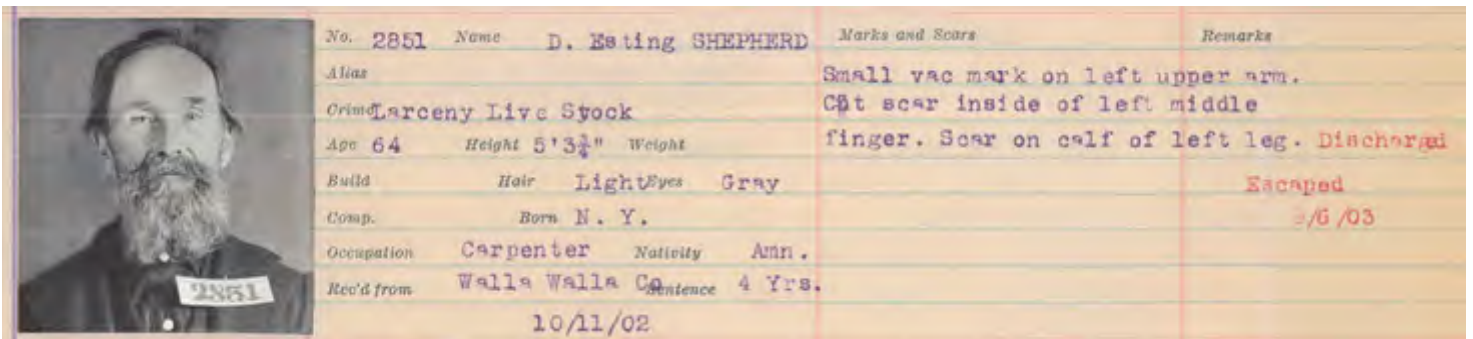 No. 2851 Name D. Esting SHEPHERD Marks and Scars Remarks
Alias Small vac mark on left upper arm.
Crime Larceny Live Stock Cut scar inside of left middle
Age 64 Height 5'3¾" Weight finger. Scar on calf of left leg. Discharged
Build Hair Light Eyes Gray Escaped
Comp. Born N. Y. /6/03
Occupation Carpenter Nativity Amn.
Rec'd from Walla Walla Co Sentence 4 Yrs.
10/11/02
2851